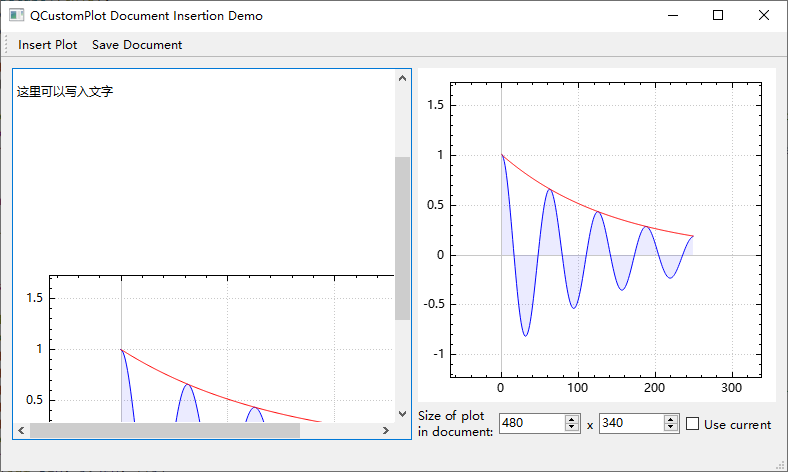 QCustomPlot Document Insertion Demo
Insert Plot Save Document
这里可以写入文字
1.5
1
0.5
1.5
1
0.5
0
-0.5
-1
0 100 200 300
Size of plot
in document:
480 x 340 Use current